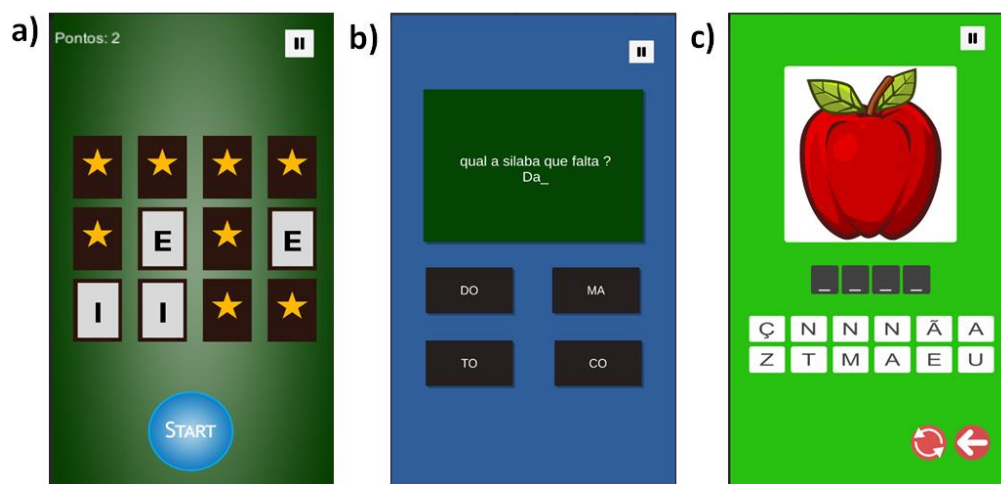 a)
Pontos: 2
E E
I I
START
b)
qual a silaba que falta ?
Da_
DO MA
TO CO
c)
_ _ _ _
Ç N N N Ã A
Z T M A E U